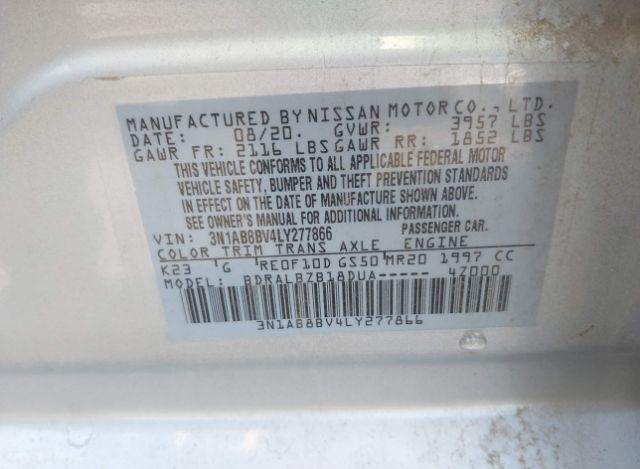 MANUFACTURED BY NISSAN MOTOR CO., LTD.
DATE: 08/20. GVWR: 3957 LBS
GAWR FR: 2116 LBS GAWR RR: 1852 LBS
THIS VEHICLE CONFORMS TO ALL APPLICABLE FEDERAL MOTOR
VEHICLE SAFETY, BUMPER AND THEFT PREVENTION STANDARDS
IN EFFECT ON THE DATE OF MANUFACTURE SHOWN ABOVE.
SEE OWNER'S MANUAL FOR ADDITIONAL INFORMATION.
VIN: 3N1AB8BV4LY277866 PASSENGER CAR.
COLOR TRIM TRANS AXLE ENGINE
K23 G RE0F10D GS50 MR20 1997 CC
MODEL: BDRALBZB18DUA----- 47000
3N1AB8BV4LY277866